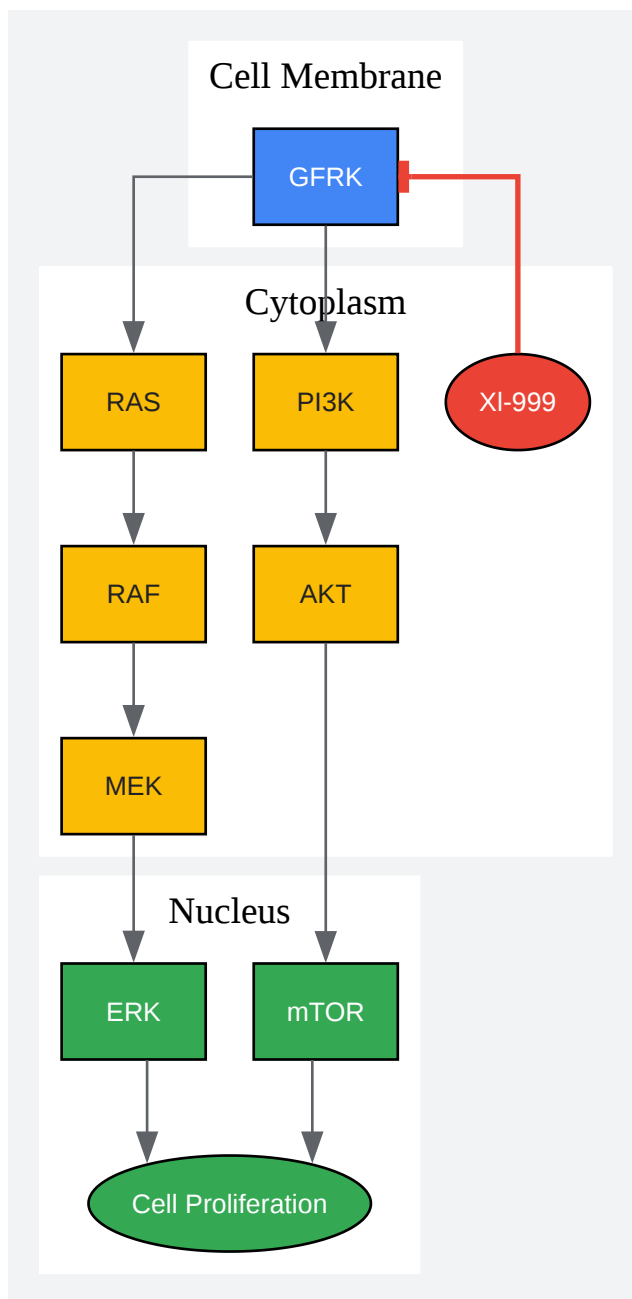 Cell Membrane
GFRK
Cytoplasm
RAS
PI3K
XI-999
RAF
AKT
MEK
Nucleus
ERK
mTOR
Cell Proliferation